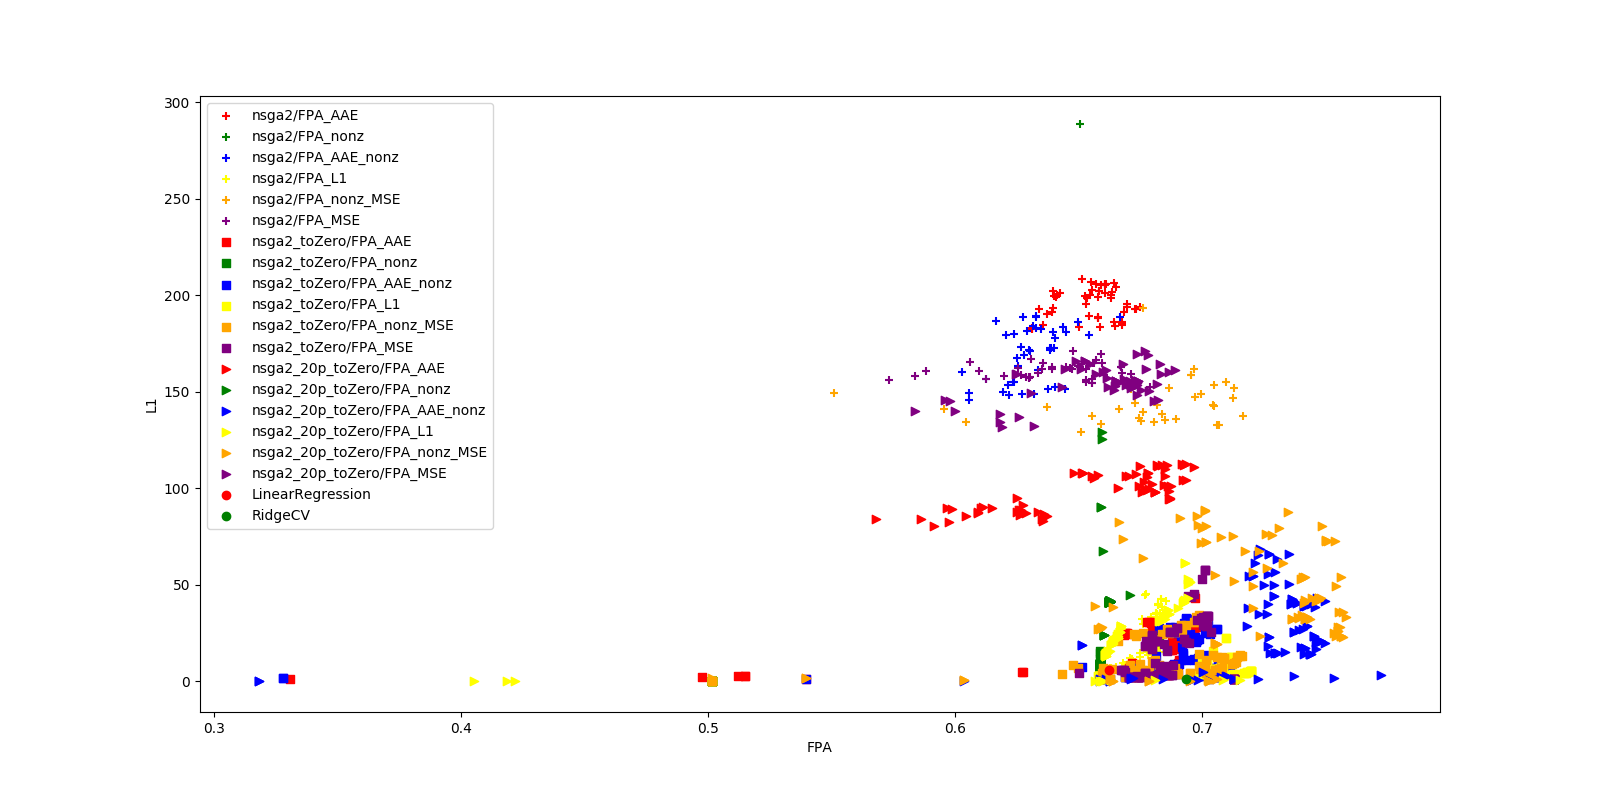 300
250
200
150
100
50
0
L1
nsga2/FPA_AAE
nsga2/FPA_nonz
nsga2/FPA_AAE_nonz
nsga2/FPA_L1
nsga2/FPA_nonz_MSE
nsga2/FPA_MSE
nsga2_toZero/FPA_AAE
nsga2_toZero/FPA_nonz
nsga2_toZero/FPA_AAE_nonz
nsga2_toZero/FPA_L1
nsga2_toZero/FPA_nonz_MSE
nsga2_toZero/FPA_MSE
nsga2_20p_toZero/FPA_AAE
nsga2_20p_toZero/FPA_nonz
nsga2_20p_toZero/FPA_AAE_nonz
nsga2_20p_toZero/FPA_L1
nsga2_20p_toZero/FPA_nonz_MSE
nsga2_20p_toZero/FPA_MSE
LinearRegression
RidgeCV
0.3 0.4 0.5 0.6 0.7
FPA